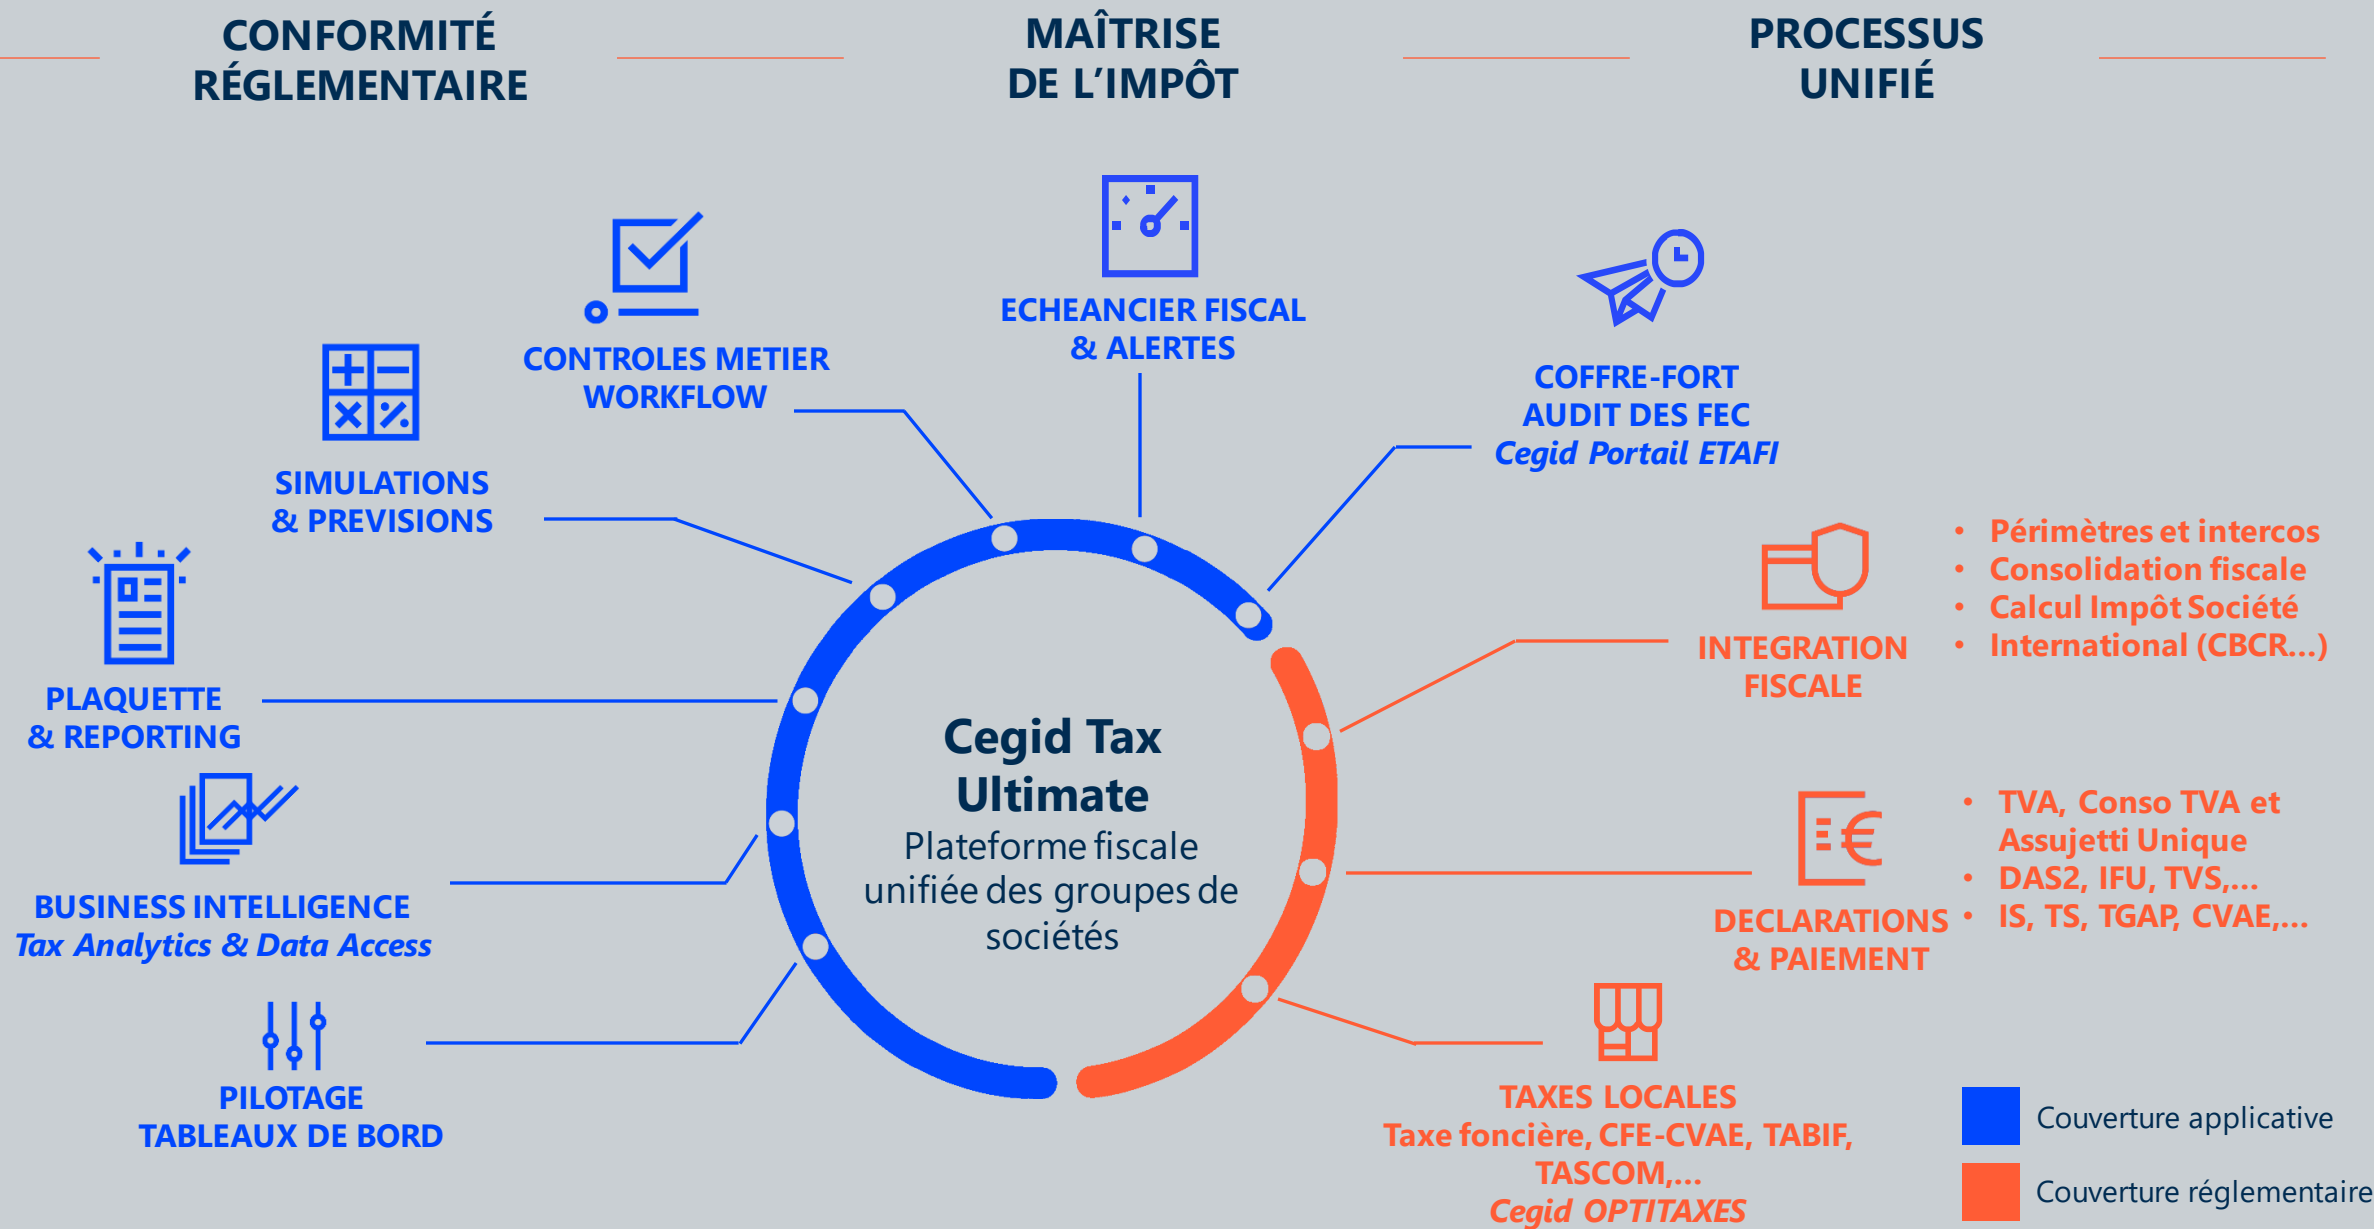 CONFORMITÉ
RÉGLEMENTAIRE
MAÎTRISE
DE L’IMPÔT
PROCESSUS
UNIFIÉ
ECHEANCIER FISCAL
& ALERTES
CONTROLES METIER
WORKFLOW
COFFRE-FORT
AUDIT DES FEC
Cegid Portail ETAFI
SIMULATIONS
& PREVISIONS
INTEGRATION
FISCALE
• Périmètres et intercos
• Consolidation fiscale
• Calcul Impôt Société
• International (CBCR...)
PLAQUETTE
& REPORTING
Cegid Tax
Ultimate
Plateforme fiscale
unifiée des groupes de
sociétés
BUSINESS INTELLIGENCE
Tax Analytics & Data Access
DECLARATIONS
& PAIEMENT
• TVA, Conso TVA et
Assujetti Unique
• DAS2, IFU, TVS,...
• IS, TS, TGAP, CVAE,...
PILOTAGE
TABLEAUX DE BORD
TAXES LOCALES
Taxe foncière, CFE-CVAE, TABIF,
TASCOM,...
Cegid OPTITAXES
Couverture applicative
Couverture réglementaire